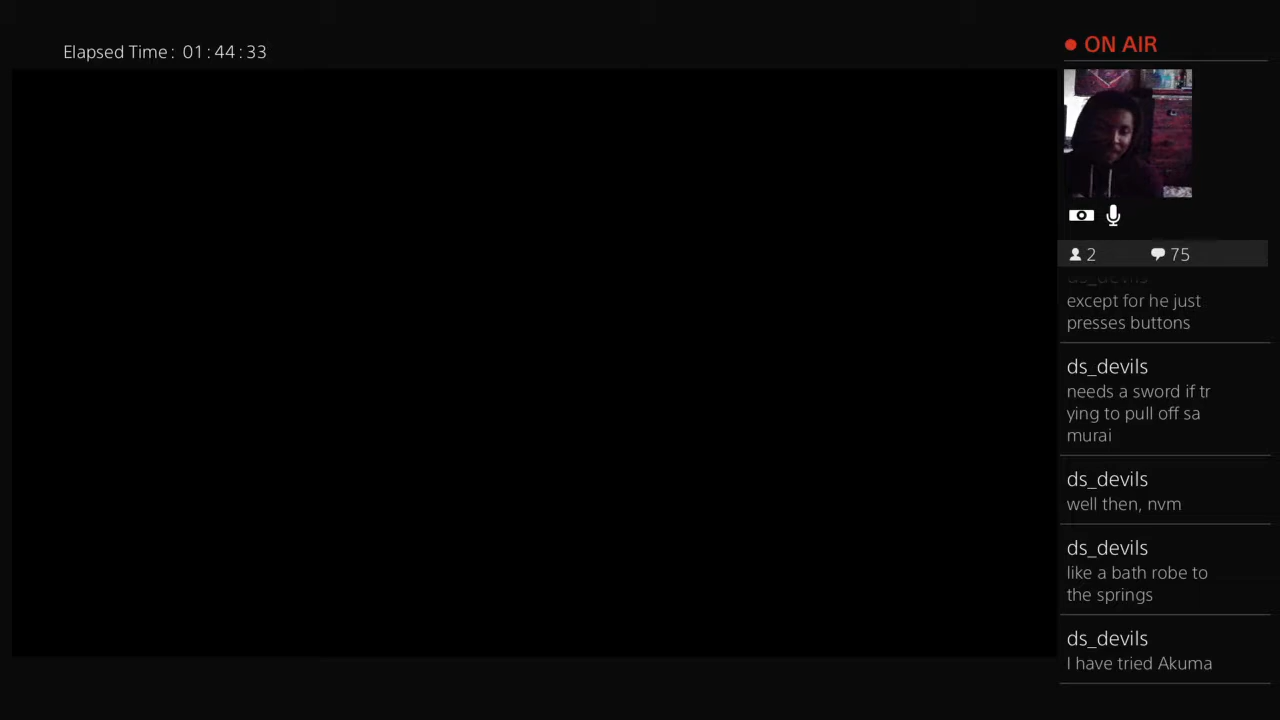 Elapsed Time: 01:44:33
ON AIR
2 75
ds_devils
except for he just
presses buttons
ds_devils
needs a sword if tr
ying to pull off sa
murai
ds_devils
well then, nvm
ds_devils
like a bath robe to
the springs
ds_devils
I have tried Akuma